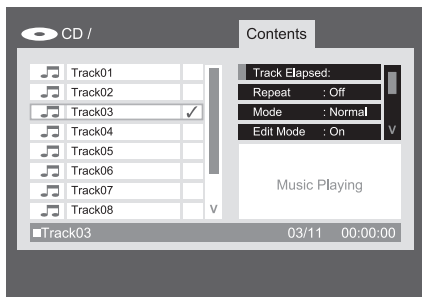 CD /
Contents
Track01
Track02
Track03 ✓
Track04
Track05
Track06
Track07
Track08
V
Track Elapsed:
Repeat : Off
Mode : Normal
Edit Mode : On
V
Music Playing
■Track03 03/11 00:00:00